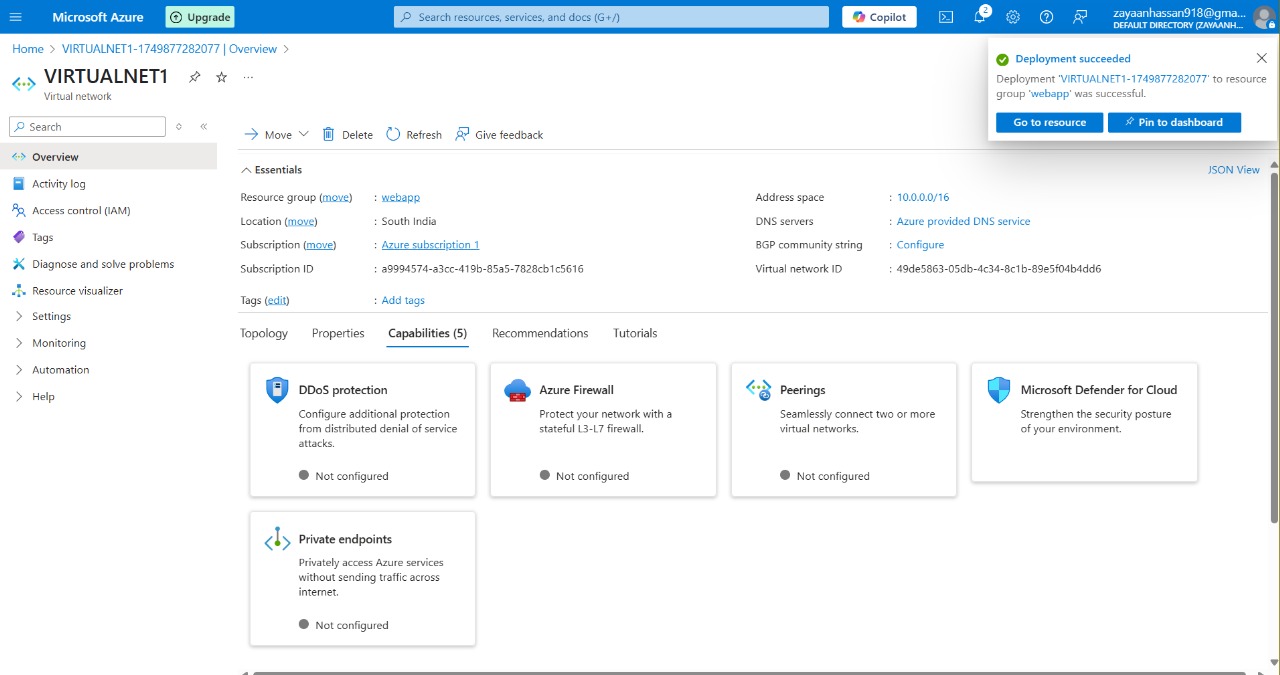 Microsoft Azure
Upgrade
Search resources, services, and docs (G+/)
Copilot
2
zayaanhassan918@gma...
DEFAULT DIRECTORY (ZAYAANH...
Home > VIRTUALNET1-1749877282077 | Overview >
VIRTUALNET1
...
Virtual network
Deployment succeeded
Deployment 'VIRTUALNET1-1749877282077' to resource
group 'webapp' was successful.
Go to resource
Pin to dashboard
Search
Overview
Activity log
Access control (IAM)
Tags
Diagnose and solve problems
Resource visualizer
Settings
Monitoring
Automation
Help
Move
Delete
Refresh
Give feedback
Essentials
JSON View
Resource group (move) : webapp
Location (move) : South India
Subscription (move) : Azure subscription 1
Subscription ID : a9994574-a3cc-419b-85a5-7828cb1c5616
Address space : 10.0.0.0/16
DNS servers : Azure provided DNS service
BGP community string : Configure
Virtual network ID : 49de5863-05db-4c34-8c1b-89e5f04b4dd6
Tags (edit) : Add tags
Topology
Properties
Capabilities (5)
Recommendations
Tutorials
DDoS protection
Configure additional protection
from distributed denial of service
attacks.
Not configured
Azure Firewall
Protect your network with a
stateful L3-L7 firewall.
Not configured
Peerings
Seamlessly connect two or more
virtual networks.
Not configured
Microsoft Defender for Cloud
Strengthen the security posture
of your environment.
Private endpoints
Privately access Azure services
without sending traffic across
internet.
Not configured